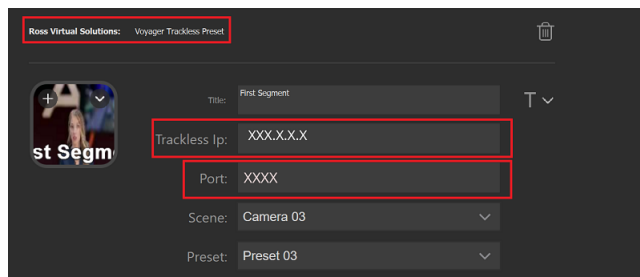 Ross Virtual Solutions: Voyager Trackless Preset
Title: First Segment
T
st Segm
Trackless Ip: XXX.X.X.X
Port: XXXX
Scene: Camera 03
Preset: Preset 03